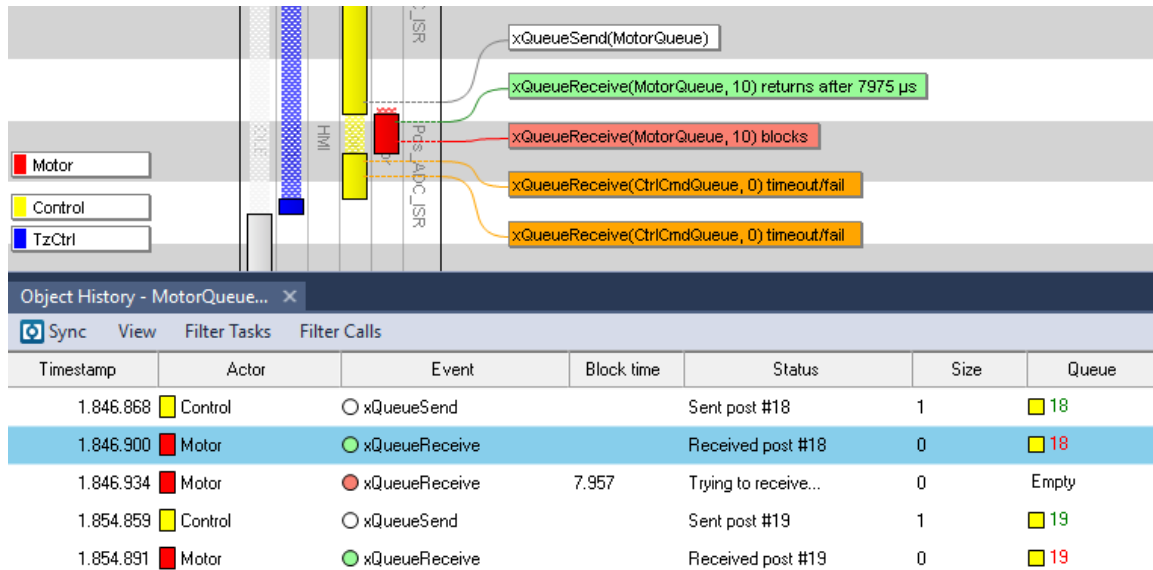 xQueueSend(MotorQueue)
xQueueReceive(MotorQueue, 10) returns after 7975 µs
xQueueReceive(MotorQueue, 10) blocks
xQueueReceive(CtrlCmdQueue, 0) timeout/fail
xQueueReceive(CtrlCmdQueue, 0) timeout/fail
HMI
Pos_ADC_ISR
Motor
Control
TzCtrl
Object History - MotorQueue... ×
Sync View Filter Tasks Filter Calls
Timestamp Actor Event Block time Status Size Queue
1.846.868 Control xQueueSend Sent post #18 1 18
1.846.900 Motor xQueueReceive Received post #18 0 18
1.846.934 Motor xQueueReceive 7.957 Trying to receive... 0 Empty
1.854.859 Control xQueueSend Sent post #19 1 19
1.854.891 Motor xQueueReceive Received post #19 0 19